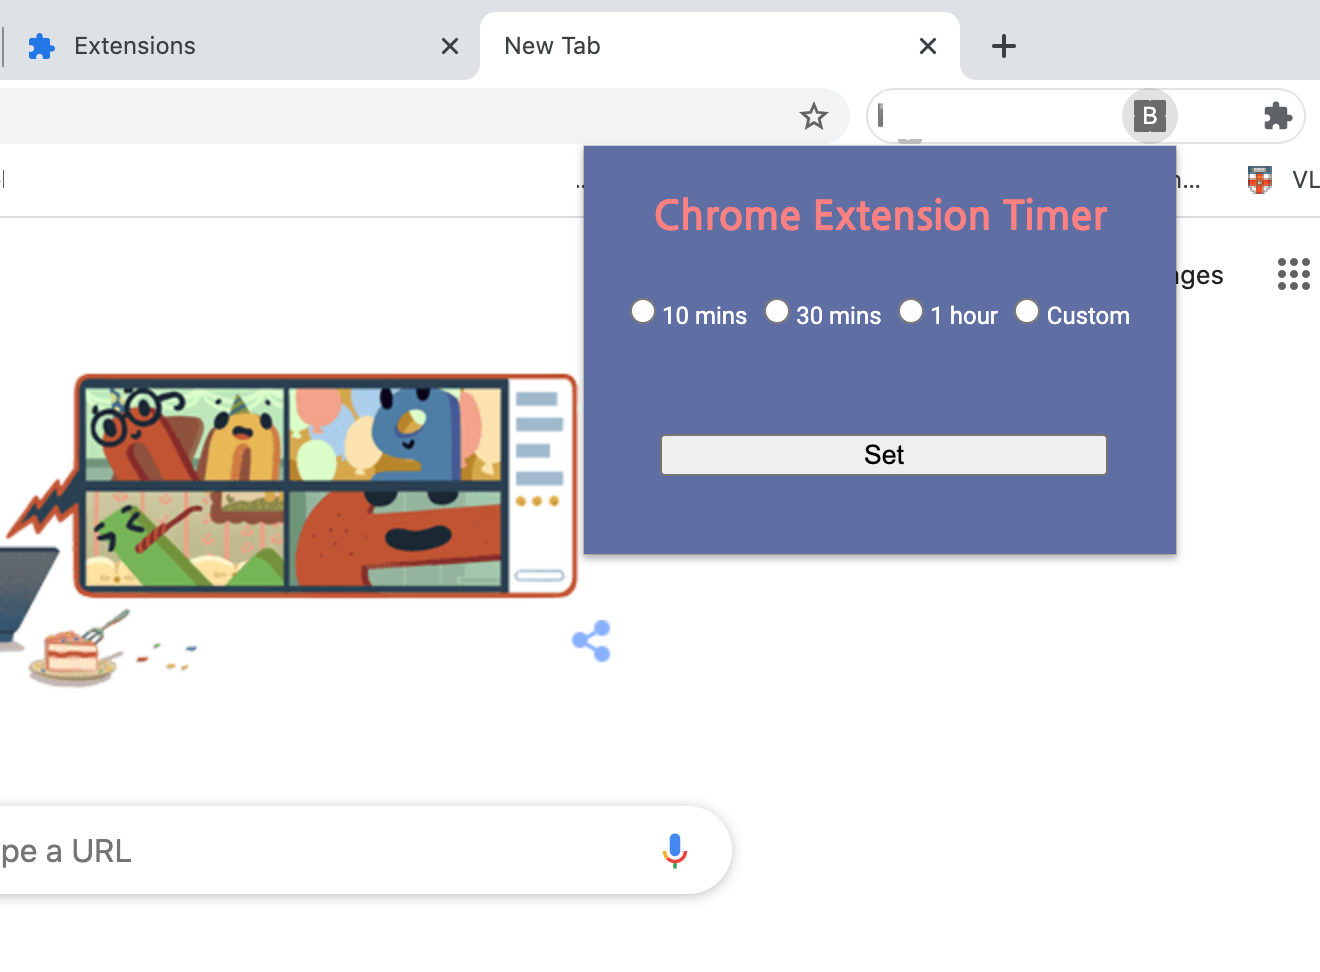 Extensions
New Tab
B
...
...
VL
Chrome Extension Timer
ges
10 mins 30 mins 1 hour Custom
Set
pe a URL